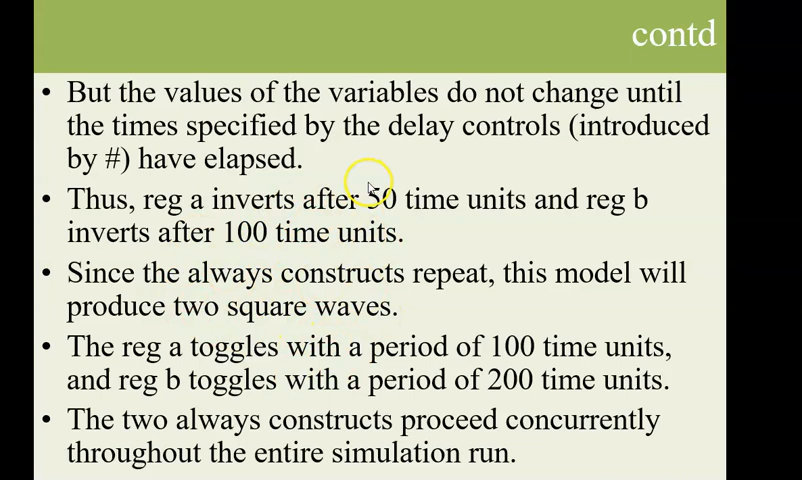 contd
• But the values of the variables do not change until
the times specified by the delay controls (introduced
by #) have elapsed.
• Thus, reg a inverts after 50 time units and reg b
inverts after 100 time units.
• Since the always constructs repeat, this model will
produce two square waves.
• The reg a toggles with a period of 100 time units,
and reg b toggles with a period of 200 time units.
• The two always constructs proceed concurrently
throughout the entire simulation run.